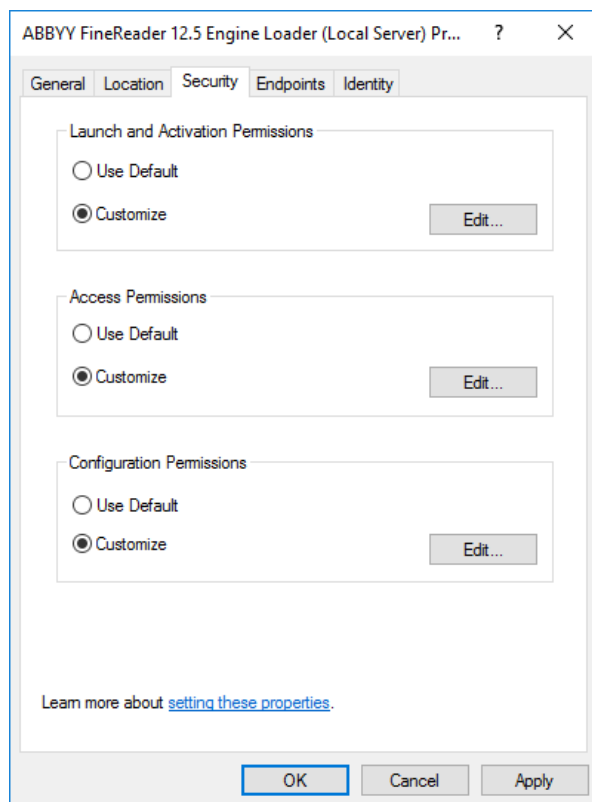 ABBYY FineReader 12.5 Engine Loader (Local Server) Pr... ?
General Location Security Endpoints Identity
Launch and Activation Permissions
Use Default
Customize Edit...
Access Permissions
Use Default
Customize Edit...
Configuration Permissions
Use Default
Customize Edit...
Learn more about setting these properties.
OK Cancel Apply